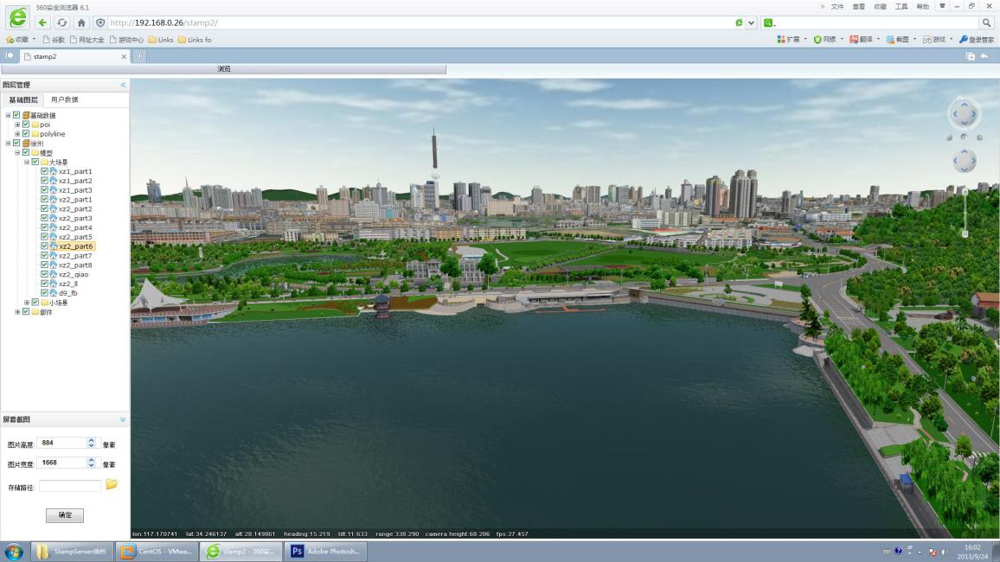 360安全浏览器 6.1
» 文件 查看 收藏 工具 帮助
http://192.168.0.26/stamp2/
收藏 谷歌 网址大全 游戏中心 Links Links fo
扩展 网银 翻译 截图 游戏 登录管家
stamp2
浏览
图层管理
基础图层 用户数据
基础数据
poi
polyline
徐州
模型
大场景
xz1_part1
xz1_part2
xz1_part3
xz2_part1
xz2_part2
xz2_part3
xz2_part4
xz2_part5
xz2_part6
xz2_part7
xz2_part8
xz2_qiao
xz2_ll
d9_fb
小场景
部件
屏幕截图
图片高度: 884 像素
图片宽度: 1668 像素
存储路径:
确定
lon:117.170741 lat:34.246137 alt:28.149861 heading:15.219 tilt:11.633 range:338.290 camera height:68.206 fps:27.457
StampServer徐州 CentOS - VMwa... stamp2 - 360安... Ps Adobe Photosh...
16:02
2013/9/24